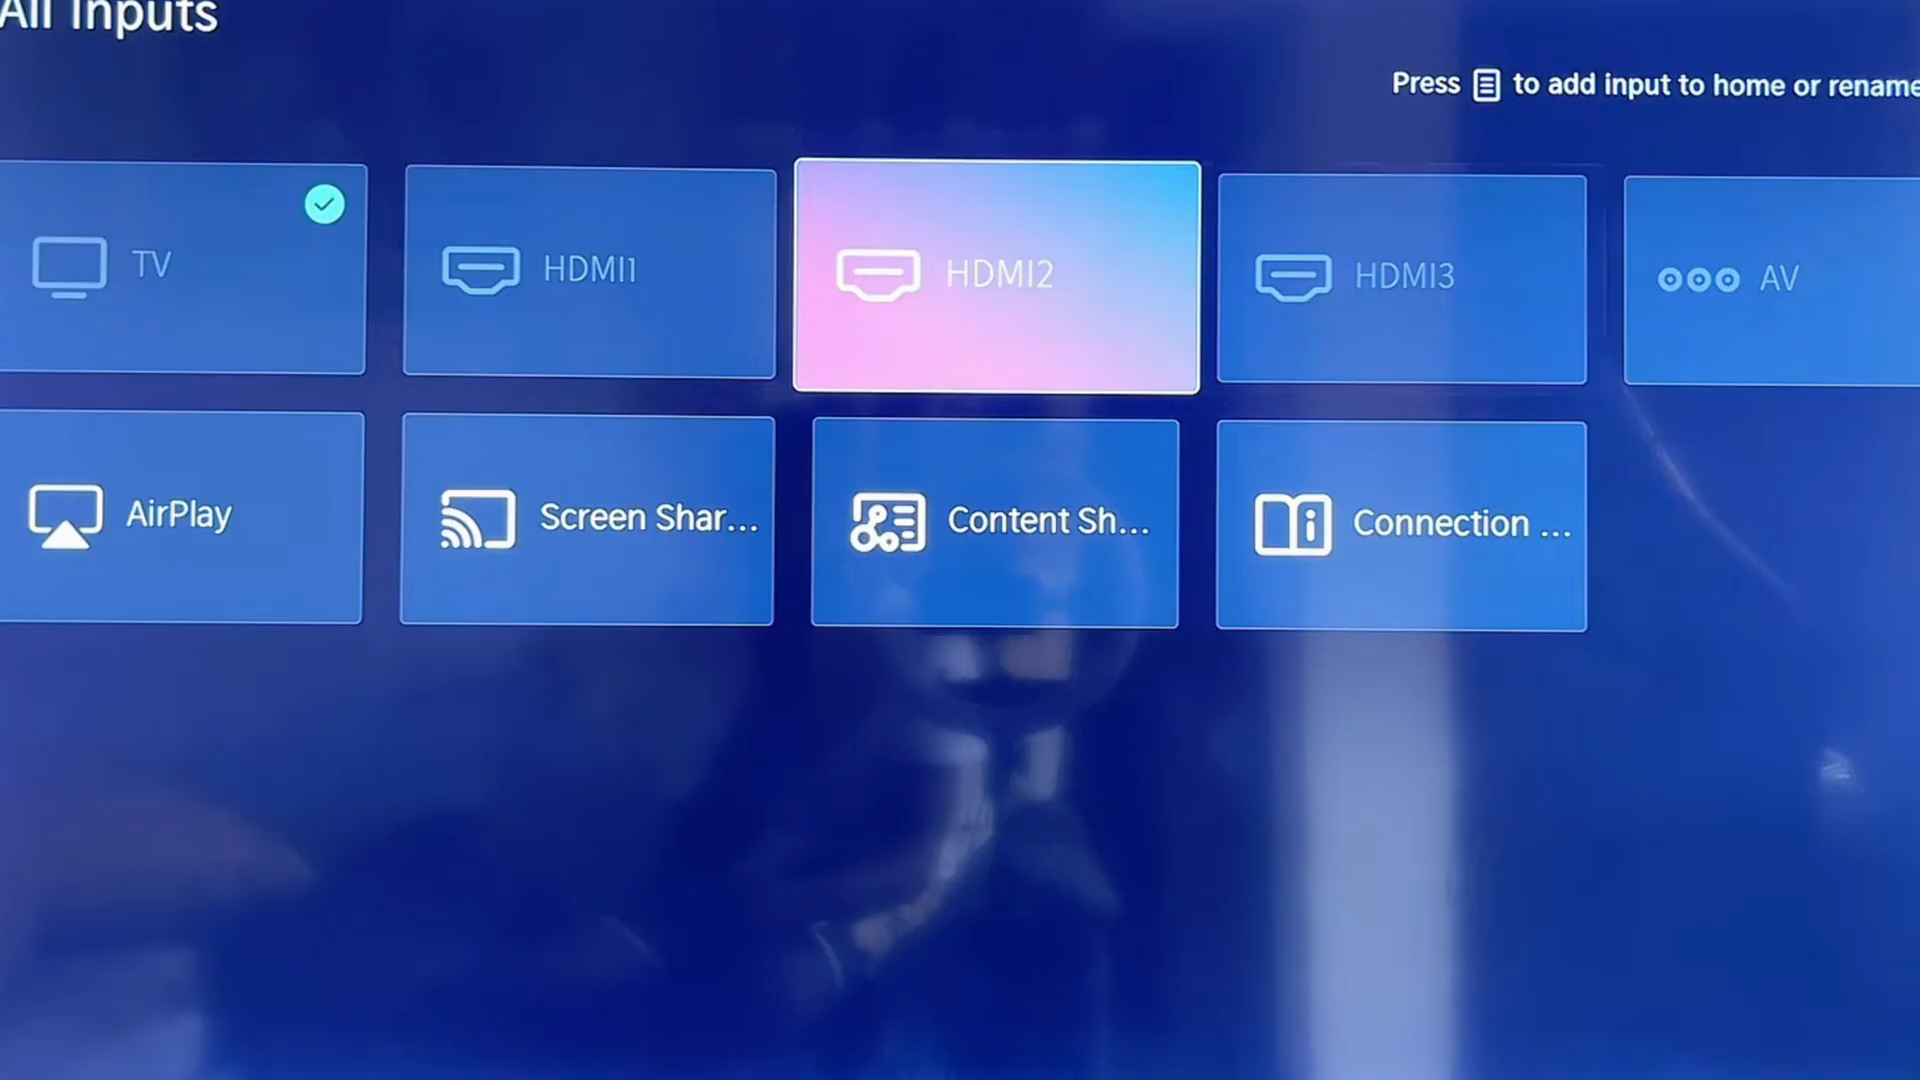 All Inputs
Press to add input to home or rename
TV
HDMI1
HDMI2
HDMI3
AV
AirPlay
Screen Shar...
Content Sh...
Connection ...